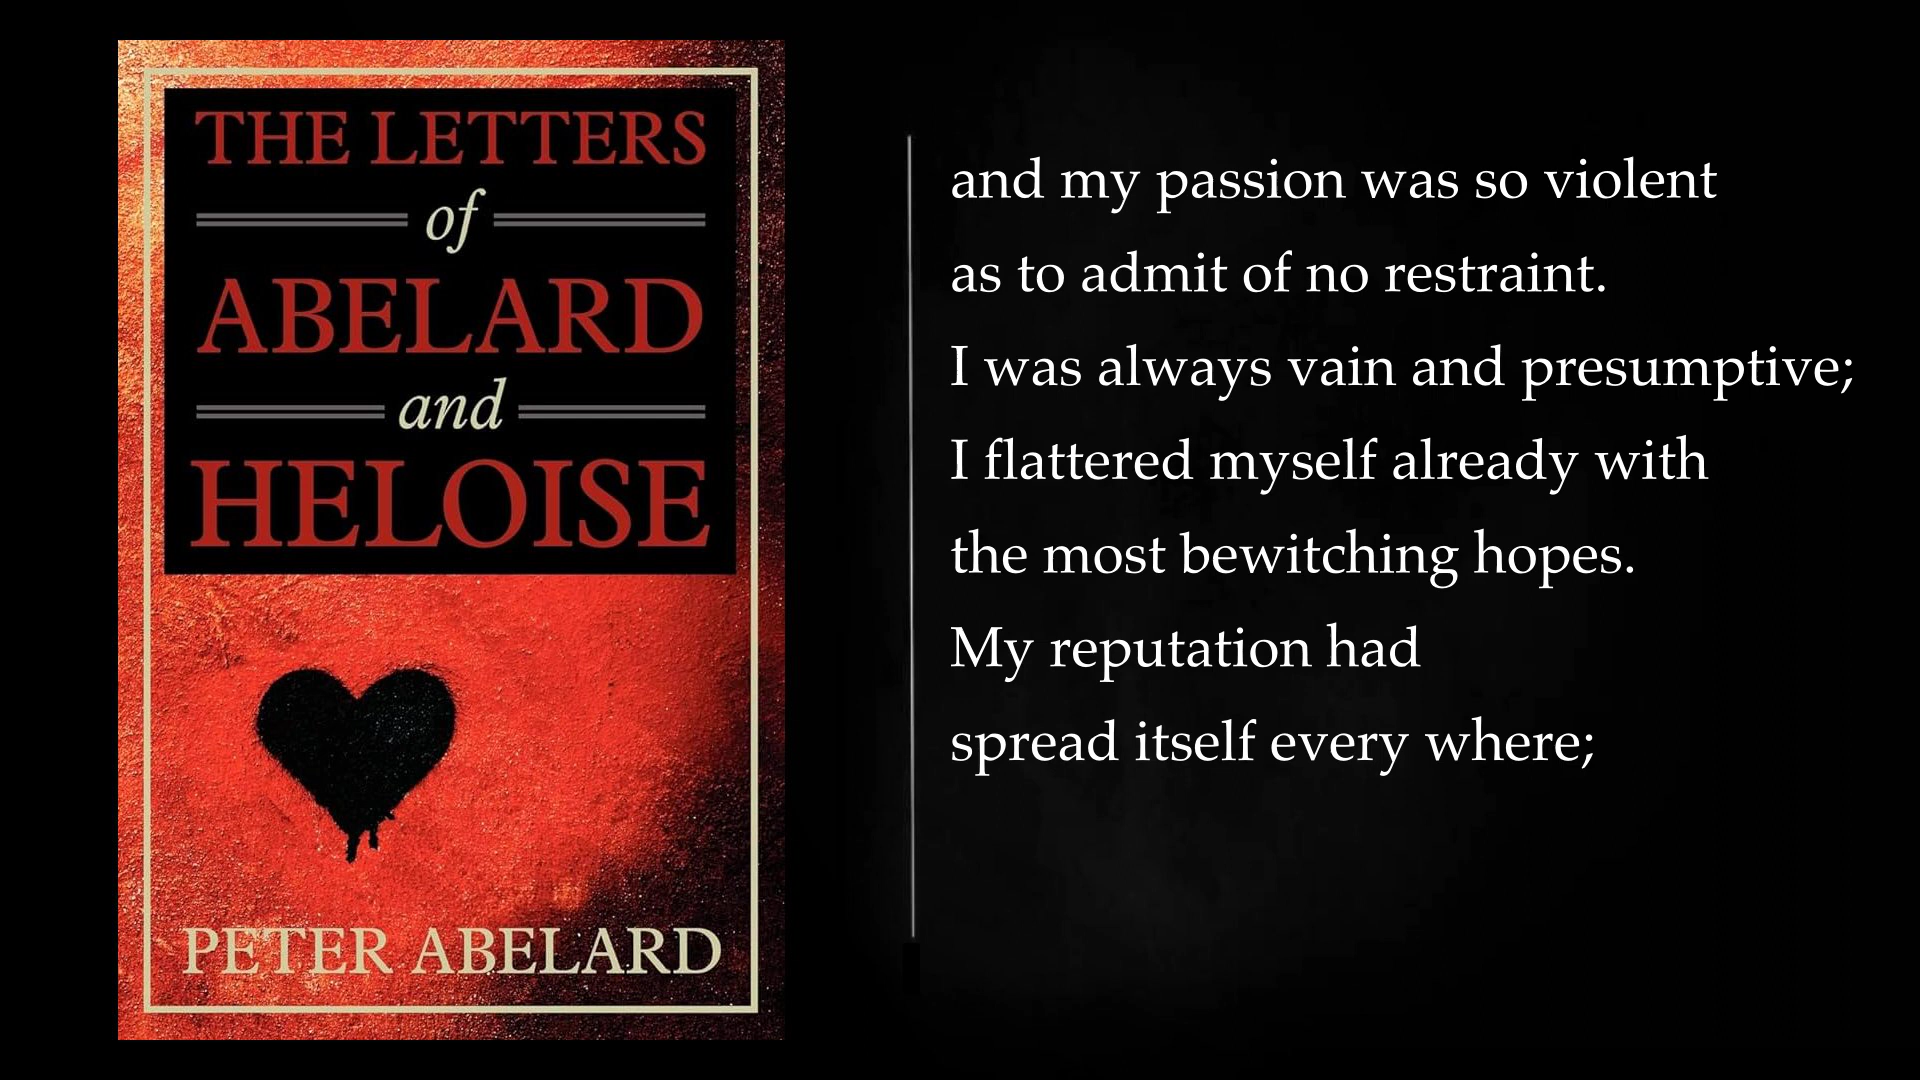 THE LETTERS
of
ABELARD
and
HELOISE
PETER ABELARD
and my passion was so violent
as to admit of no restraint.
I was always vain and presumptive;
I flattered myself already with
the most bewitching hopes.
My reputation had
spread itself every where;